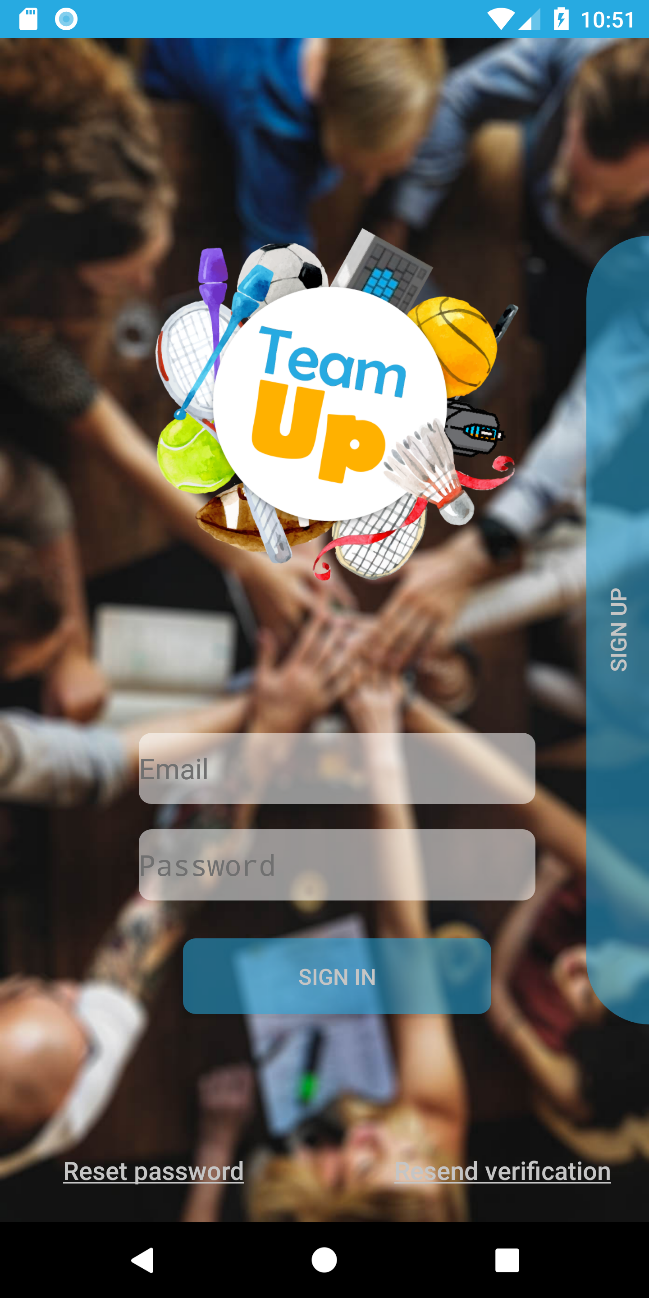 10:51
Team
Up
SIGN UP
Email
Password
SIGN IN
Reset password
Resend verification